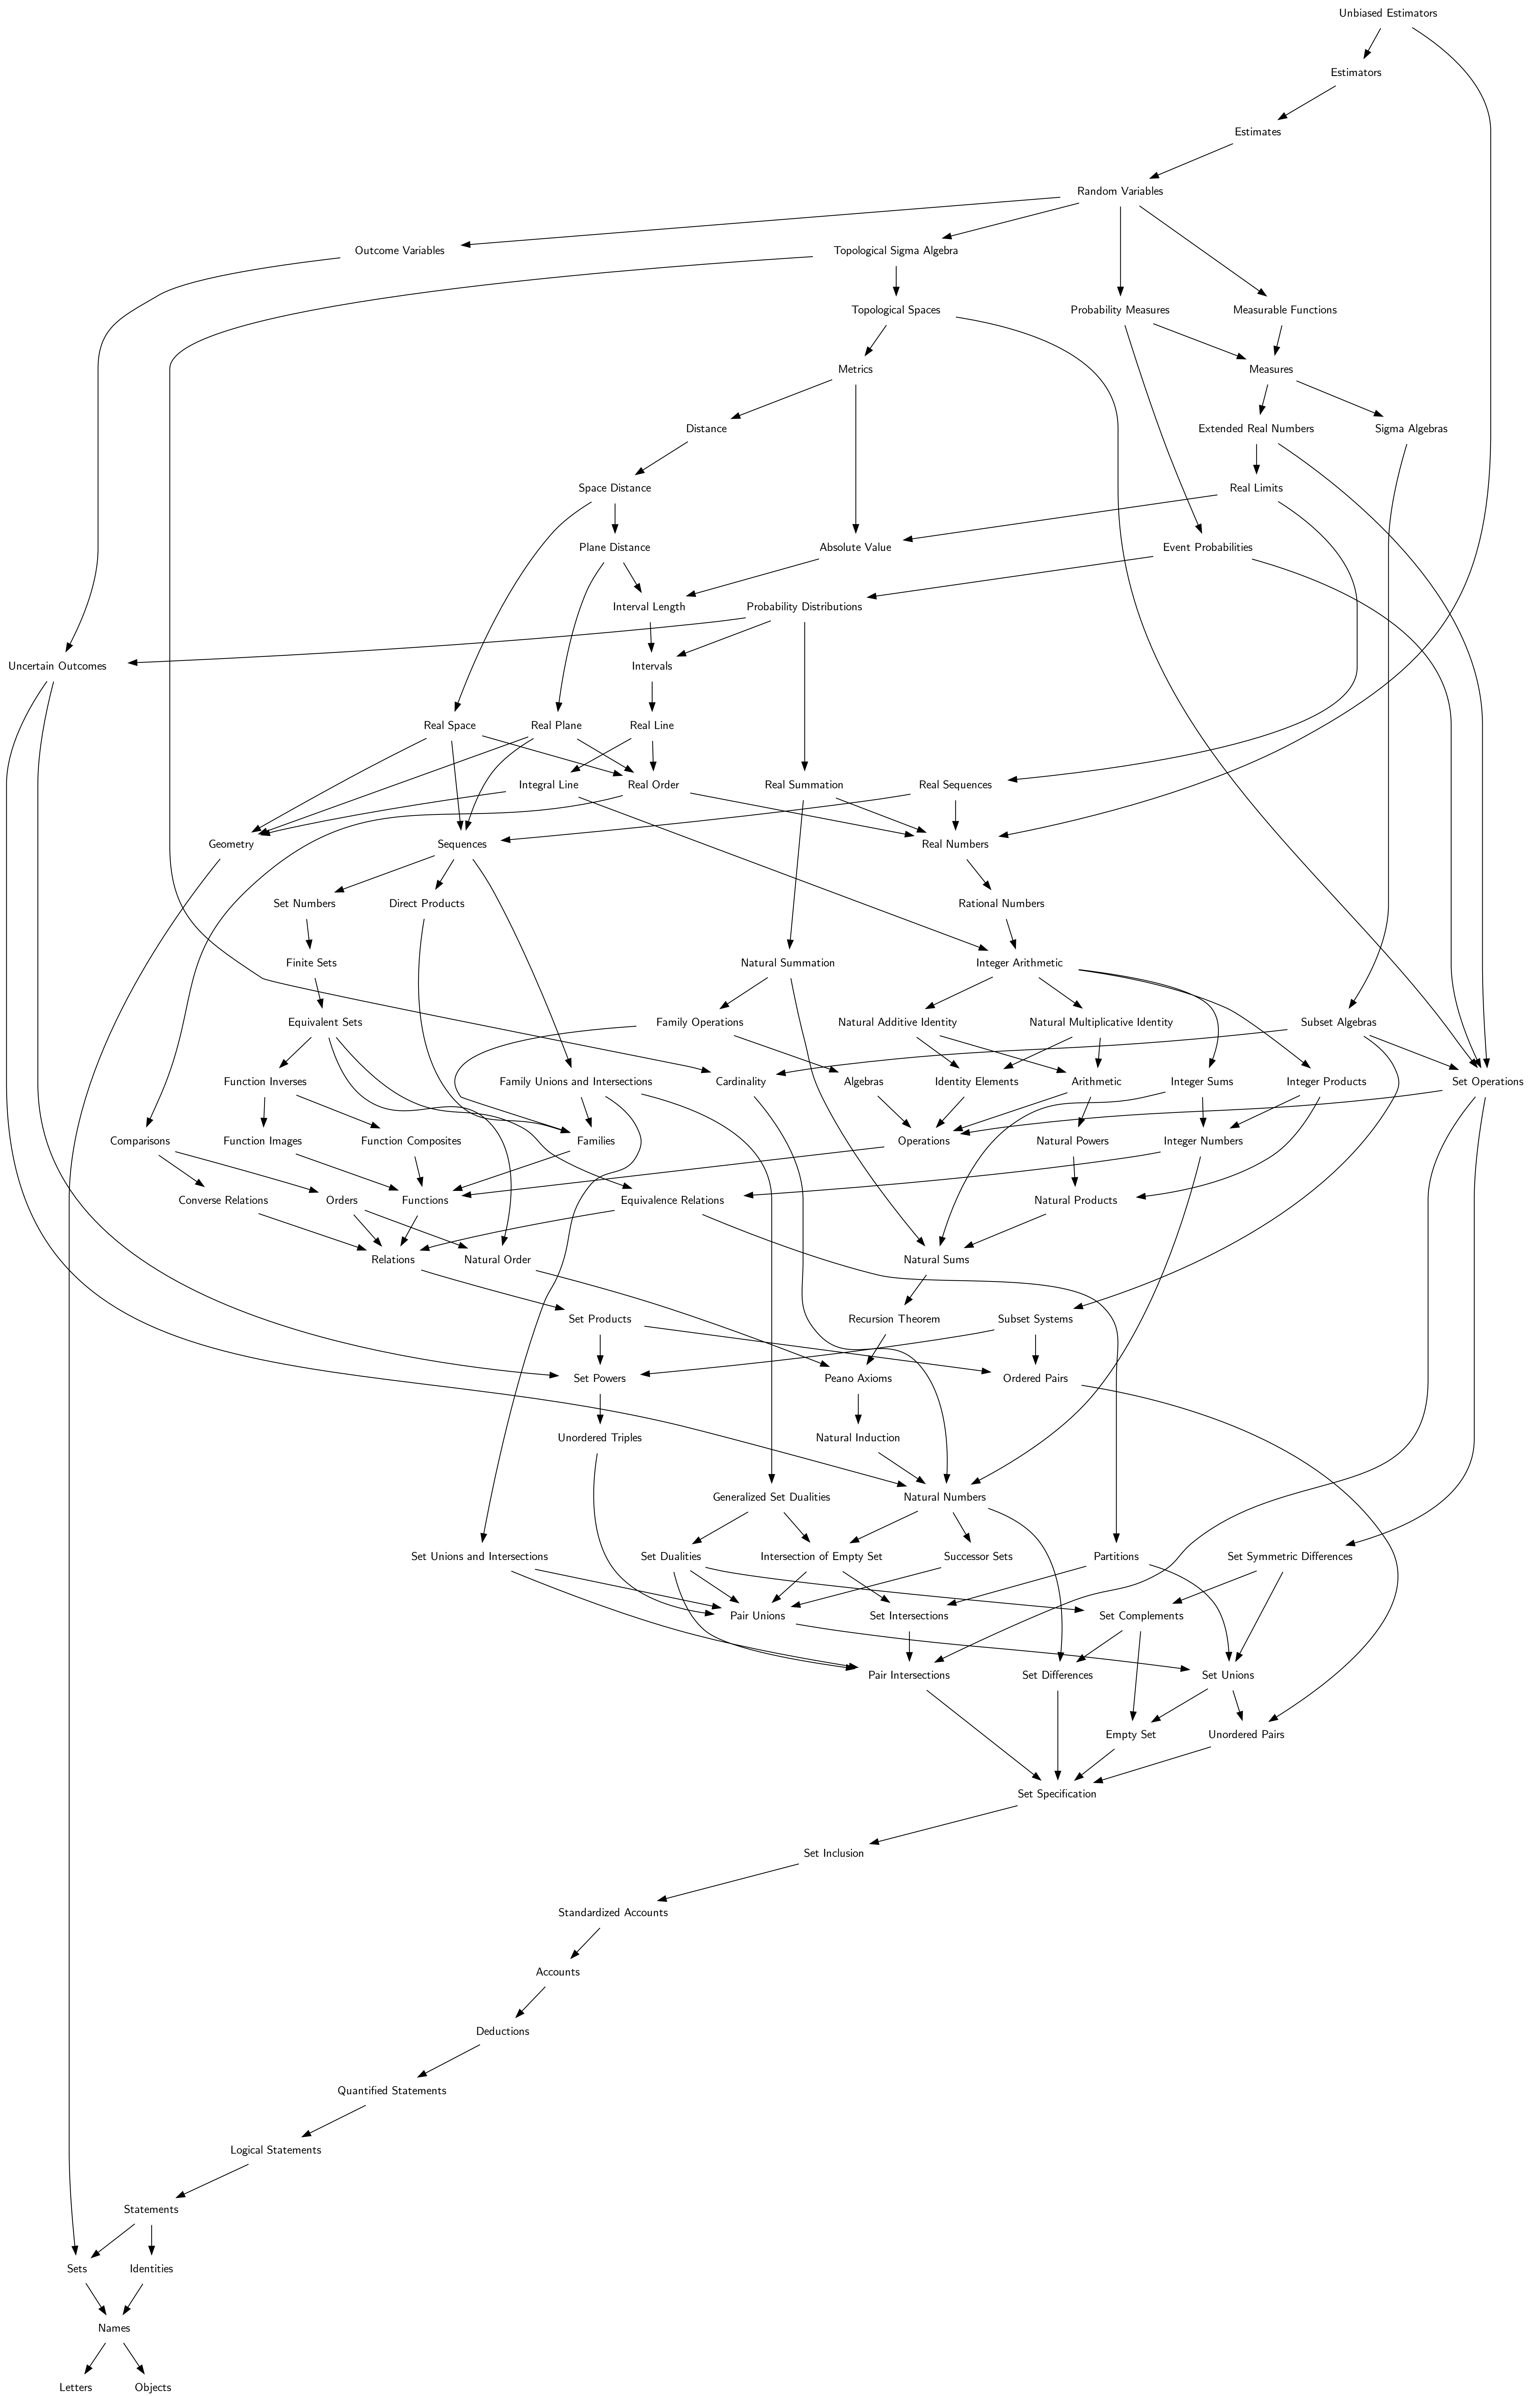 Unbiased Estimators
Estimators
Estimates
Random Variables
Outcome Variables
Topological Sigma Algebra
Topological Spaces
Probability Measures
Measurable Functions
Metrics
Measures
Distance
Extended Real Numbers
Sigma Algebras
Space Distance
Real Limits
Plane Distance
Absolute Value
Event Probabilities
Interval Length
Probability Distributions
Uncertain Outcomes
Intervals
Real Space
Real Plane
Real Line
Integral Line
Real Order
Real Summation
Real Sequences
Geometry
Sequences
Real Numbers
Set Numbers
Direct Products
Rational Numbers
Finite Sets
Natural Summation
Integer Arithmetic
Equivalent Sets
Family Operations
Natural Additive Identity
Natural Multiplicative Identity
Subset Algebras
Function Inverses
Family Unions and Intersections
Cardinality
Algebras
Identity Elements
Arithmetic
Integer Sums
Integer Products
Set Operations
Comparisons
Function Images
Function Composites
Families
Operations
Natural Powers
Integer Numbers
Converse Relations
Orders
Functions
Equivalence Relations
Natural Products
Relations
Natural Order
Natural Sums
Set Products
Recursion Theorem
Subset Systems
Set Powers
Peano Axioms
Ordered Pairs
Unordered Triples
Natural Induction
Generalized Set Dualities
Natural Numbers
Set Unions and Intersections
Set Dualities
Intersection of Empty Set
Successor Sets
Partitions
Set Symmetric Differences
Pair Unions
Set Intersections
Set Complements
Pair Intersections
Set Differences
Set Unions
Empty Set
Unordered Pairs
Set Specification
Set Inclusion
Standardized Accounts
Accounts
Deductions
Quantified Statements
Logical Statements
Statements
Sets
Identities
Names
Letters
Objects